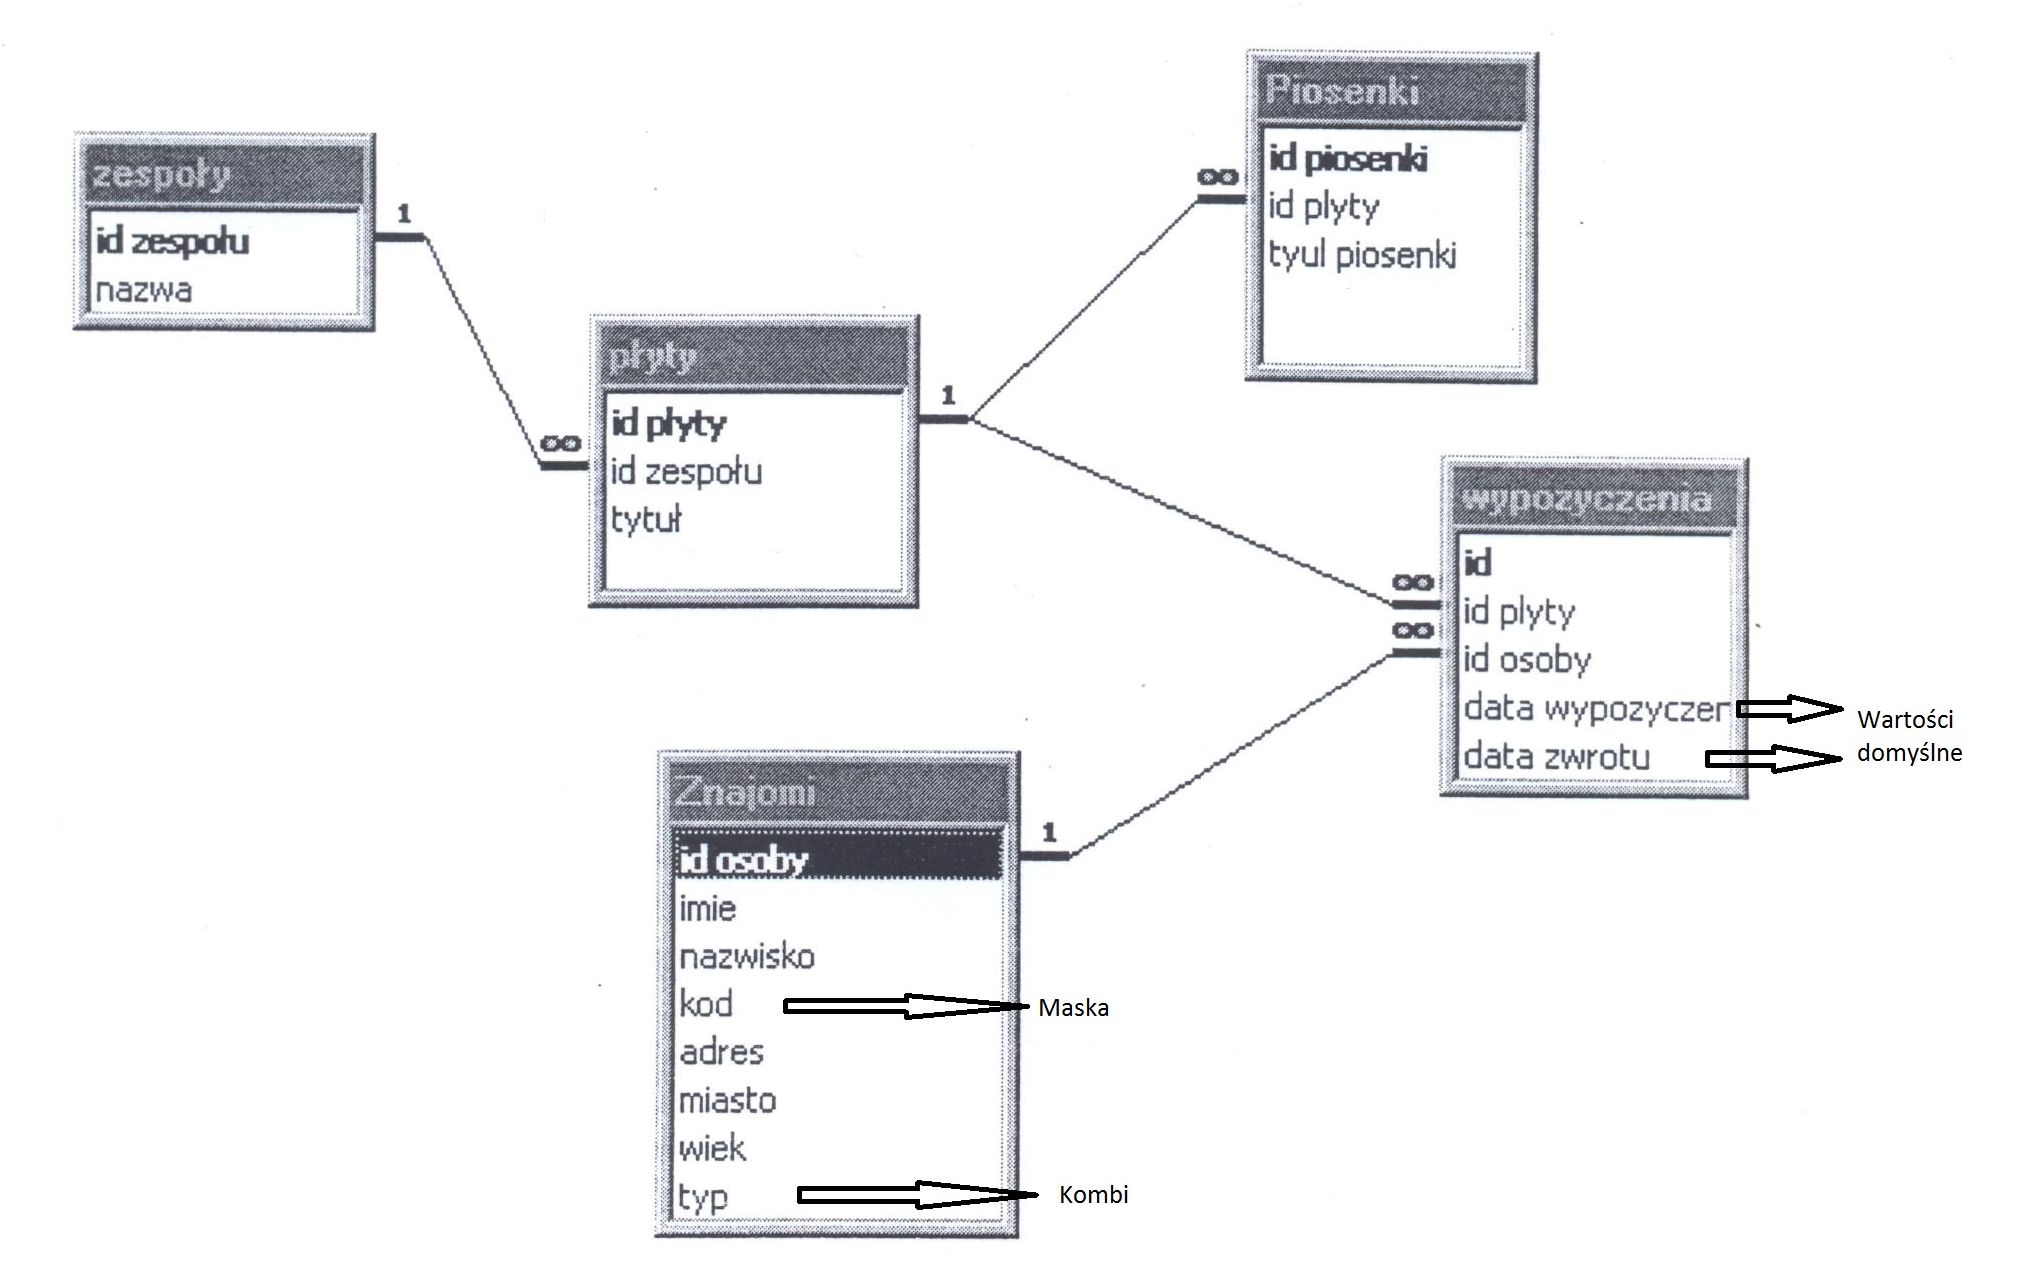 zespoły
id zespołu
nazwa
1
∞
płyty
id plyty
id zespołu
tytuł
1
∞
Piosenki
id piosenki
id plyty
tyul piosenki
∞
∞
wypozyczenia
id
id plyty
id osoby
data wypozyczer
data zwrotu
Wartości
domyślne
Znajomi
id osoby
imie
nazwisko
kod
adres
miasto
wiek
typ
1
Maska
Kombi